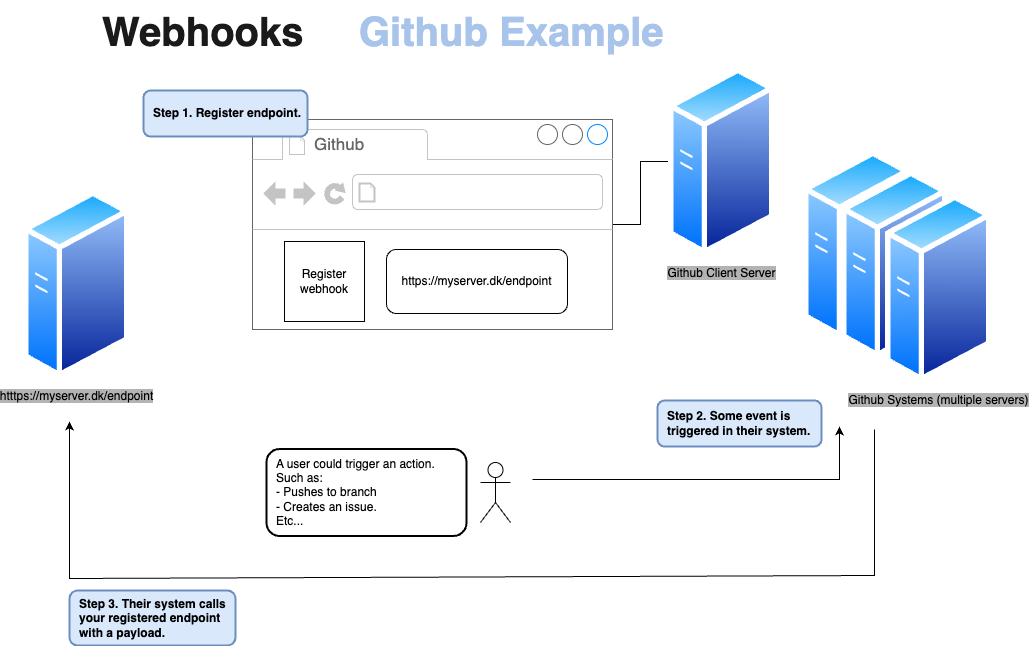 Webhooks Github Example
Step 1. Register endpoint.
Github
Register
webhook
https://myserver.dk/endpoint
Github Client Server
htttps://myserver.dk/endpoint
Github Systems (multiple servers)
Step 2. Some event is
triggered in their system.
A user could trigger an action.
Such as:
- Pushes to branch
- Creates an issue.
Etc...
Step 3. Their system calls
your registered endpoint
with a payload.